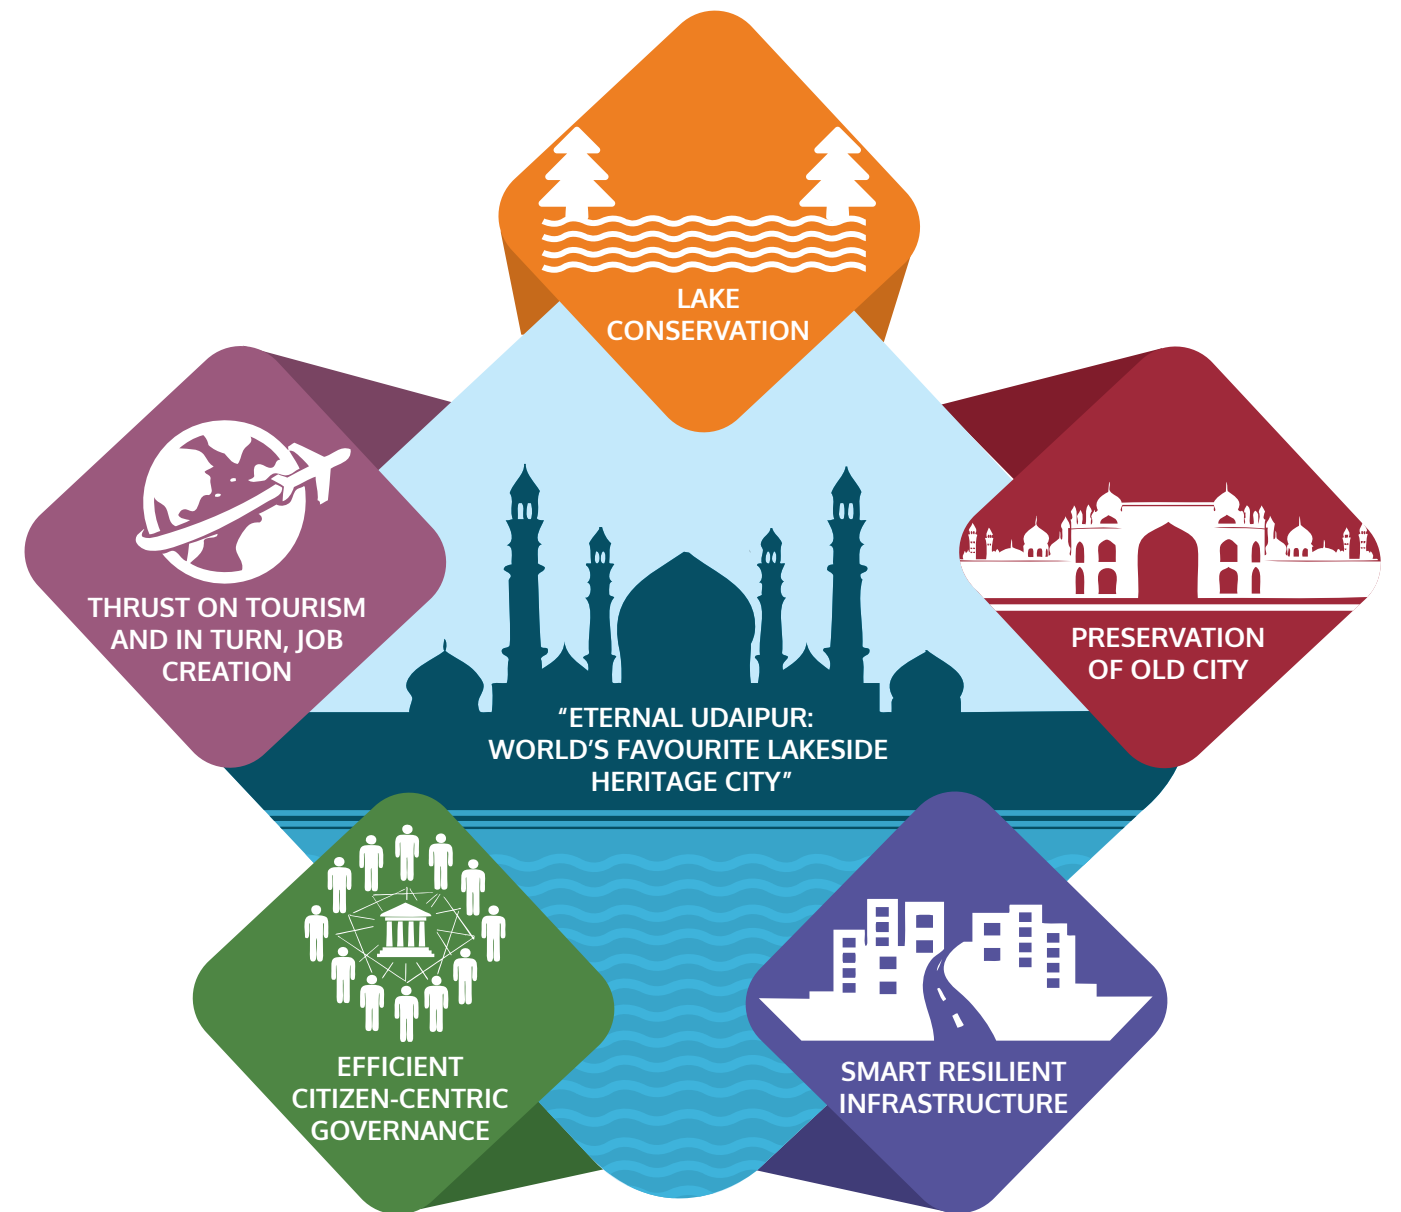 LAKE
CONSERVATION
THRUST ON TOURISM
AND IN TURN, JOB
CREATION
PRESERVATION
OF OLD CITY
“ETERNAL UDAIPUR:
WORLD’S FAVOURITE LAKESIDE
HERITAGE CITY”
EFFICIENT
CITIZEN-CENTRIC
GOVERNANCE
SMART RESILIENT
INFRASTRUCTURE